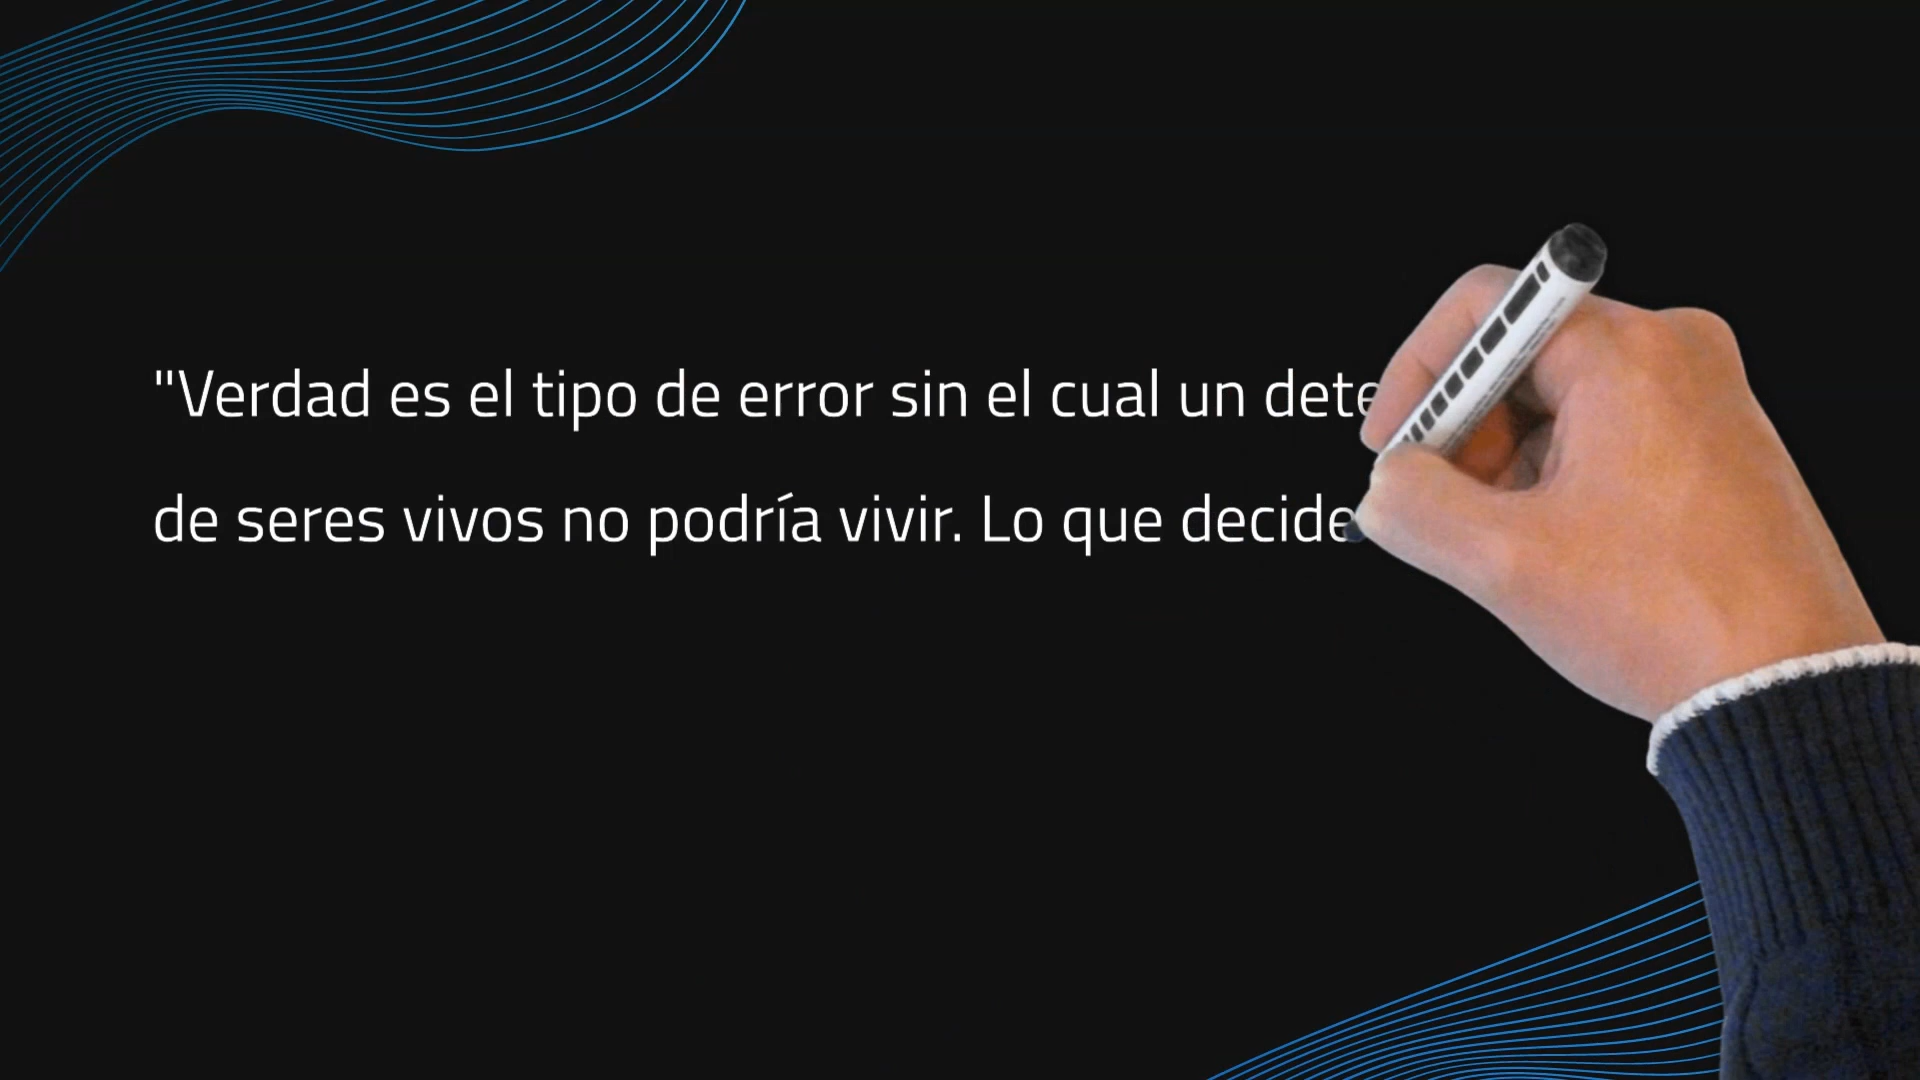 "Verdad es el tipo de error sin el cual un
de seres vivos no podría vivir. Lo que decide